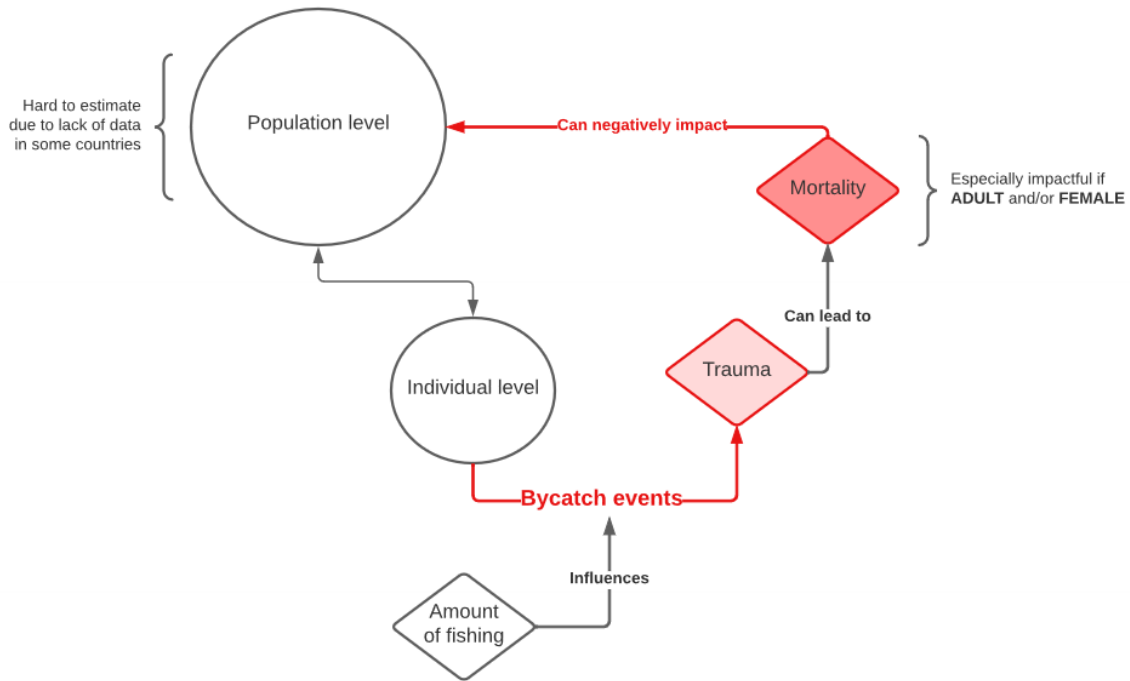 Hard to estimate
due to lack of data
in some countries
Population level
Can negatively impact
Mortality
Especially impactful if
ADULT and/or FEMALE
Can lead to
Trauma
Individual level
Bycatch events
Influences
Amount
of fishing